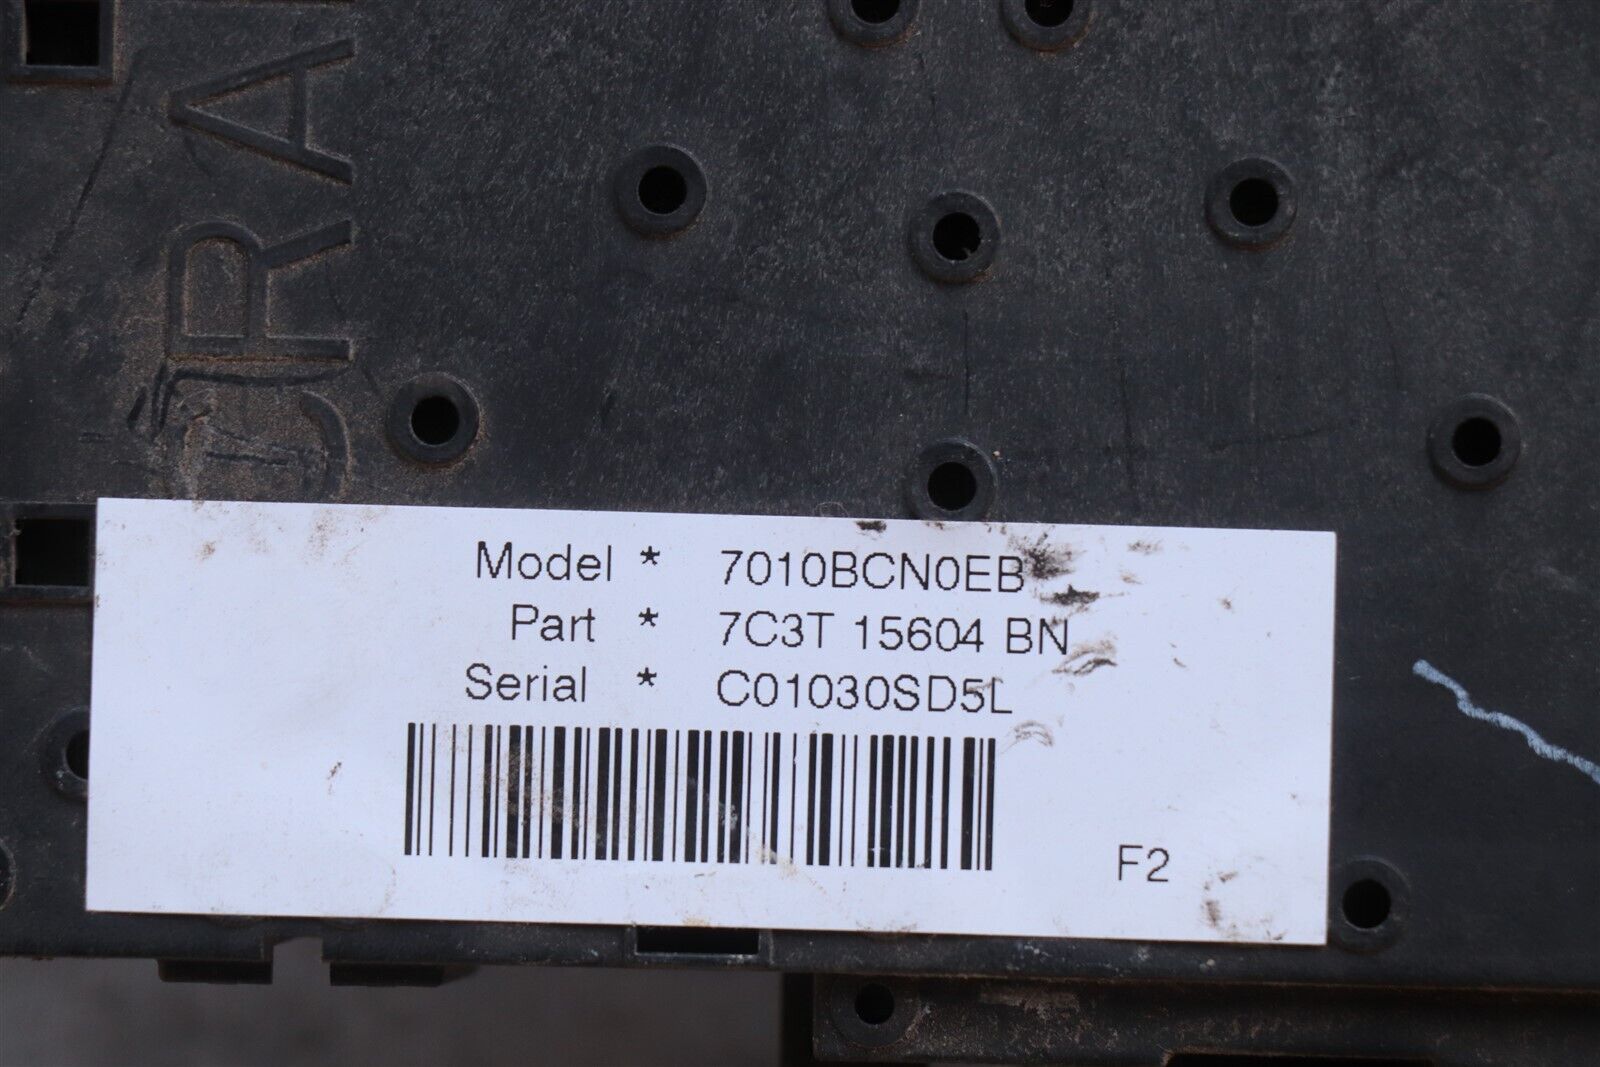 Model * 7010BCN0EB
Part * 7C3T 15604 BN
Serial * C01030SD5L
F2